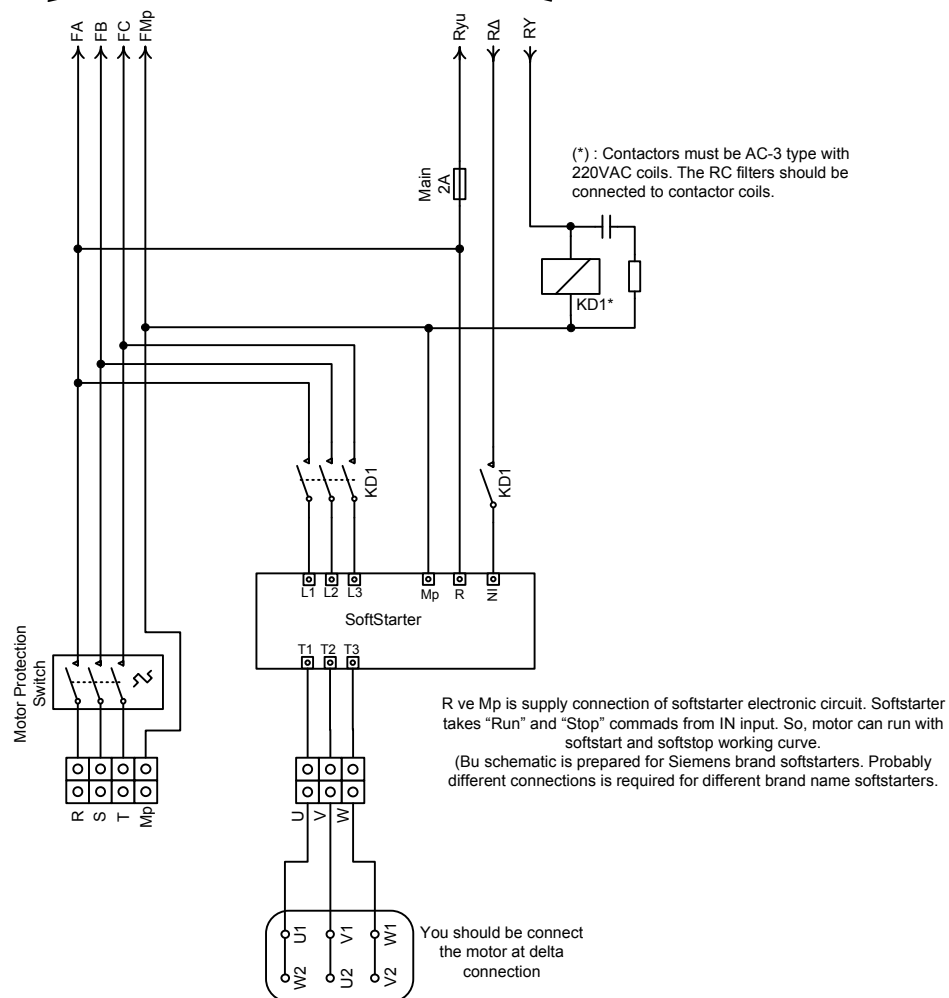 FA
FB
FC
FMp
Ryu
RΔ
RY
(*) : Contactors must be AC-3 type with
220VAC coils. The RC filters should be
connected to contactor coils.
Main
2A
KD1*
KD1
KD1
L1
L2
L3
Mp
R
NI
SoftStarter
T1
T2
T3
Motor Protection
Switch
R ve Mp is supply connection of softstarter electronic circuit. Softstarter
takes “Run” and “Stop” commads from IN input. So, motor can run with
softstart and softstop working curve.
(Bu schematic is prepared for Siemens brand softstarters. Probably
different connections is required for different brand name softstarters.
R
S
T
Mp
U
V
W
U1
V1
W1
W2
U2
V2
You should be connect
the motor at delta
connection